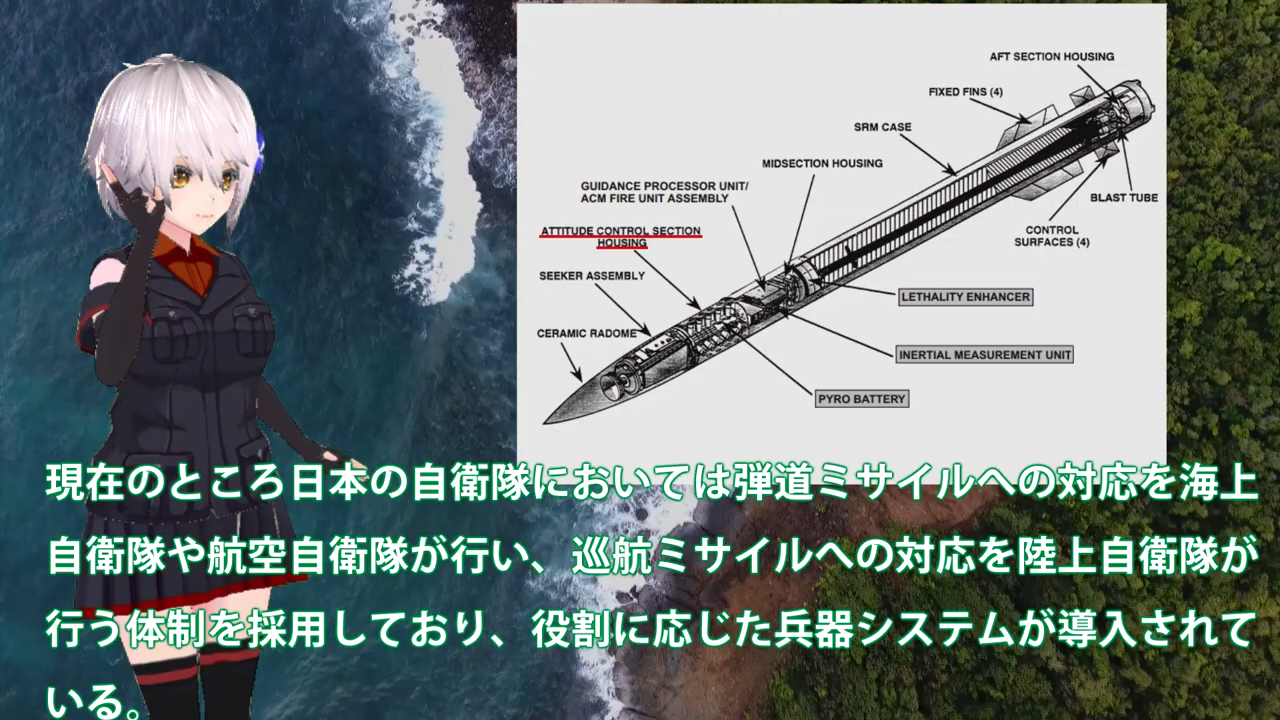 AFT SECTION HOUSING
FIXED FINS (4)
SRM CASE
MIDSECTION HOUSING
GUIDANCE PROCESSOR UNIT/
ACM FIRE UNIT ASSEMBLY
BLAST TUBE
ATTITUDE CONTROL SECTION
HOUSING
CONTROL
SURFACES (4)
SEEKER ASSEMBLY
LETHALITY ENHANCER
CERAMIC RADOME
INERTIAL MEASUREMENT UNIT
PYRO BATTERY
現在のところ日本の自衛隊においては弾道ミサイルへの対応を海上
自衛隊や航空自衛隊が行い、巡航ミサイルへの対応を陸上自衛隊が
行う体制を採用しており、役割に応じた兵器システムが導入されて
いる。